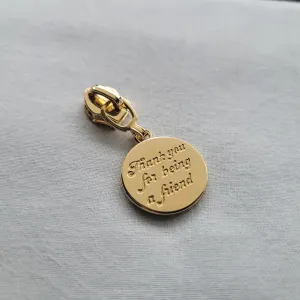 Thank you
for being
a friend